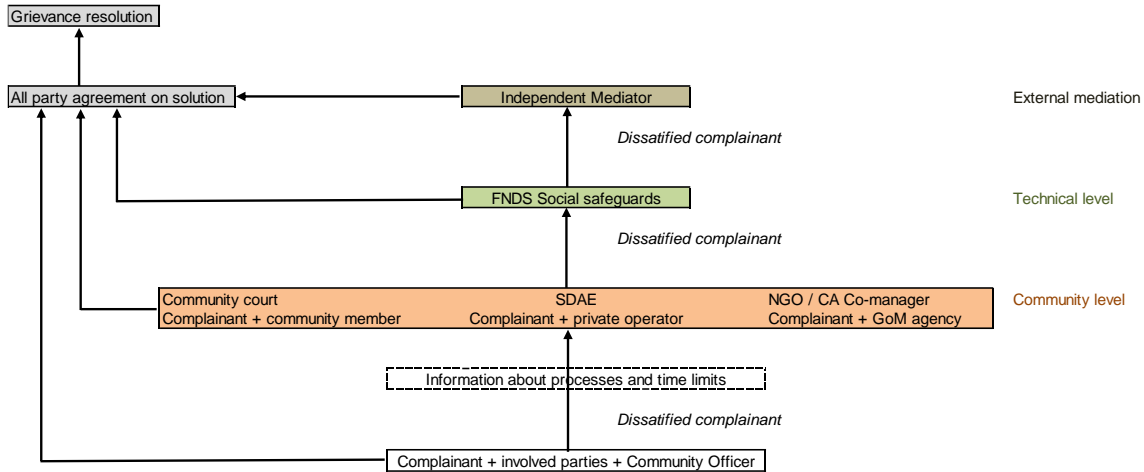 Grievance resolution
All party agreement on solution
Independent Mediator
External mediation
Dissatified complainant
FNDS Social safeguards
Technical level
Dissatified complainant
Community court
SDAE
NGO / CA Co-manager
Community level
Complainant + community member
Complainant + private operator
Complainant + GoM agency
Information about processes and time limits
Dissatified complainant
Complainant + involved parties + Community Officer